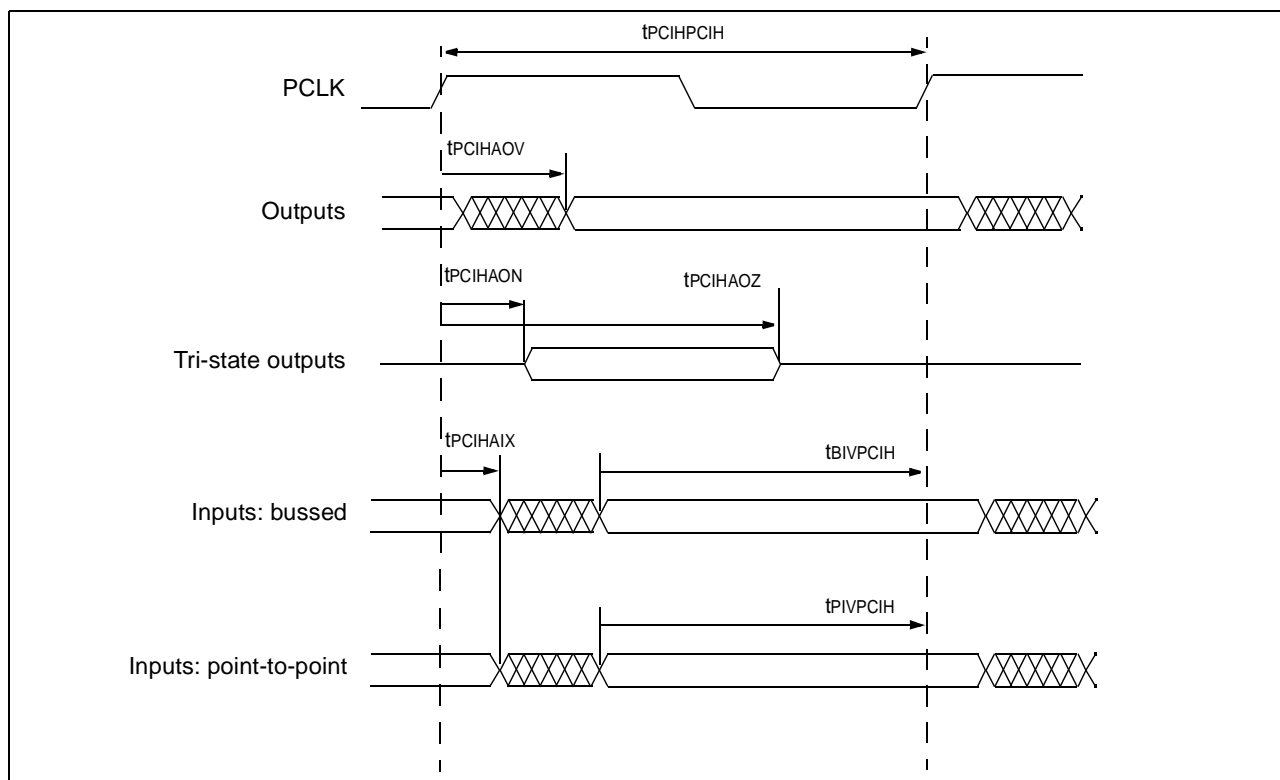 tPCIHPCIH
PCLK
tPCIHAOV
Outputs
tPCIHAON
tPCIHAOZ
Tri-state outputs
tPCIHAIX
tBIVPCIH
Inputs: bussed
tPIVPCIH
Inputs: point-to-point